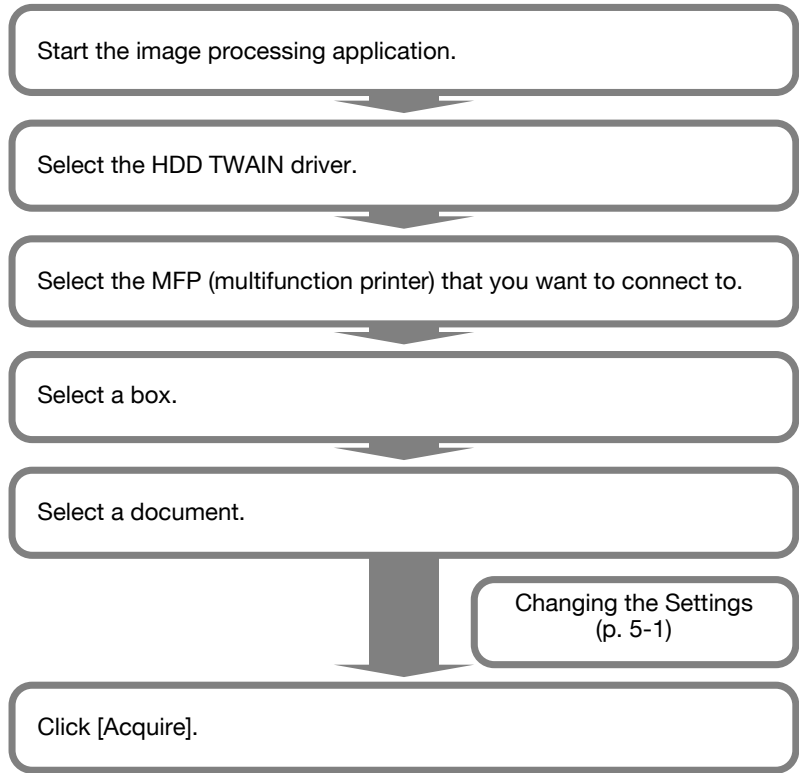 Start the image processing application.
Select the HDD TWAIN driver.
Select the MFP (multifunction printer) that you want to connect to.
Select a box.
Select a document.
Changing the Settings
(p. 5-1)
Click [Acquire].